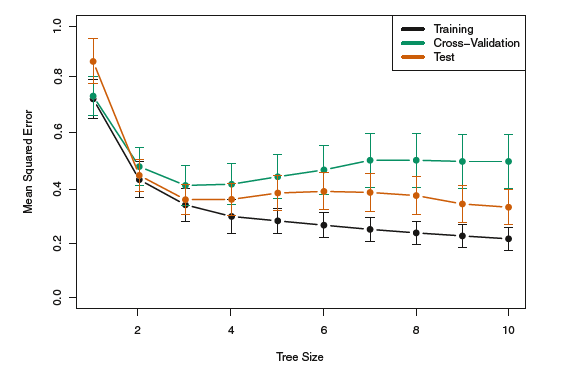 Training
Cross-Validation
Test
1.0
0.8
0.6
0.4
0.2
0.0
Mean Squared Error
2 4 6 8 10
Tree Size